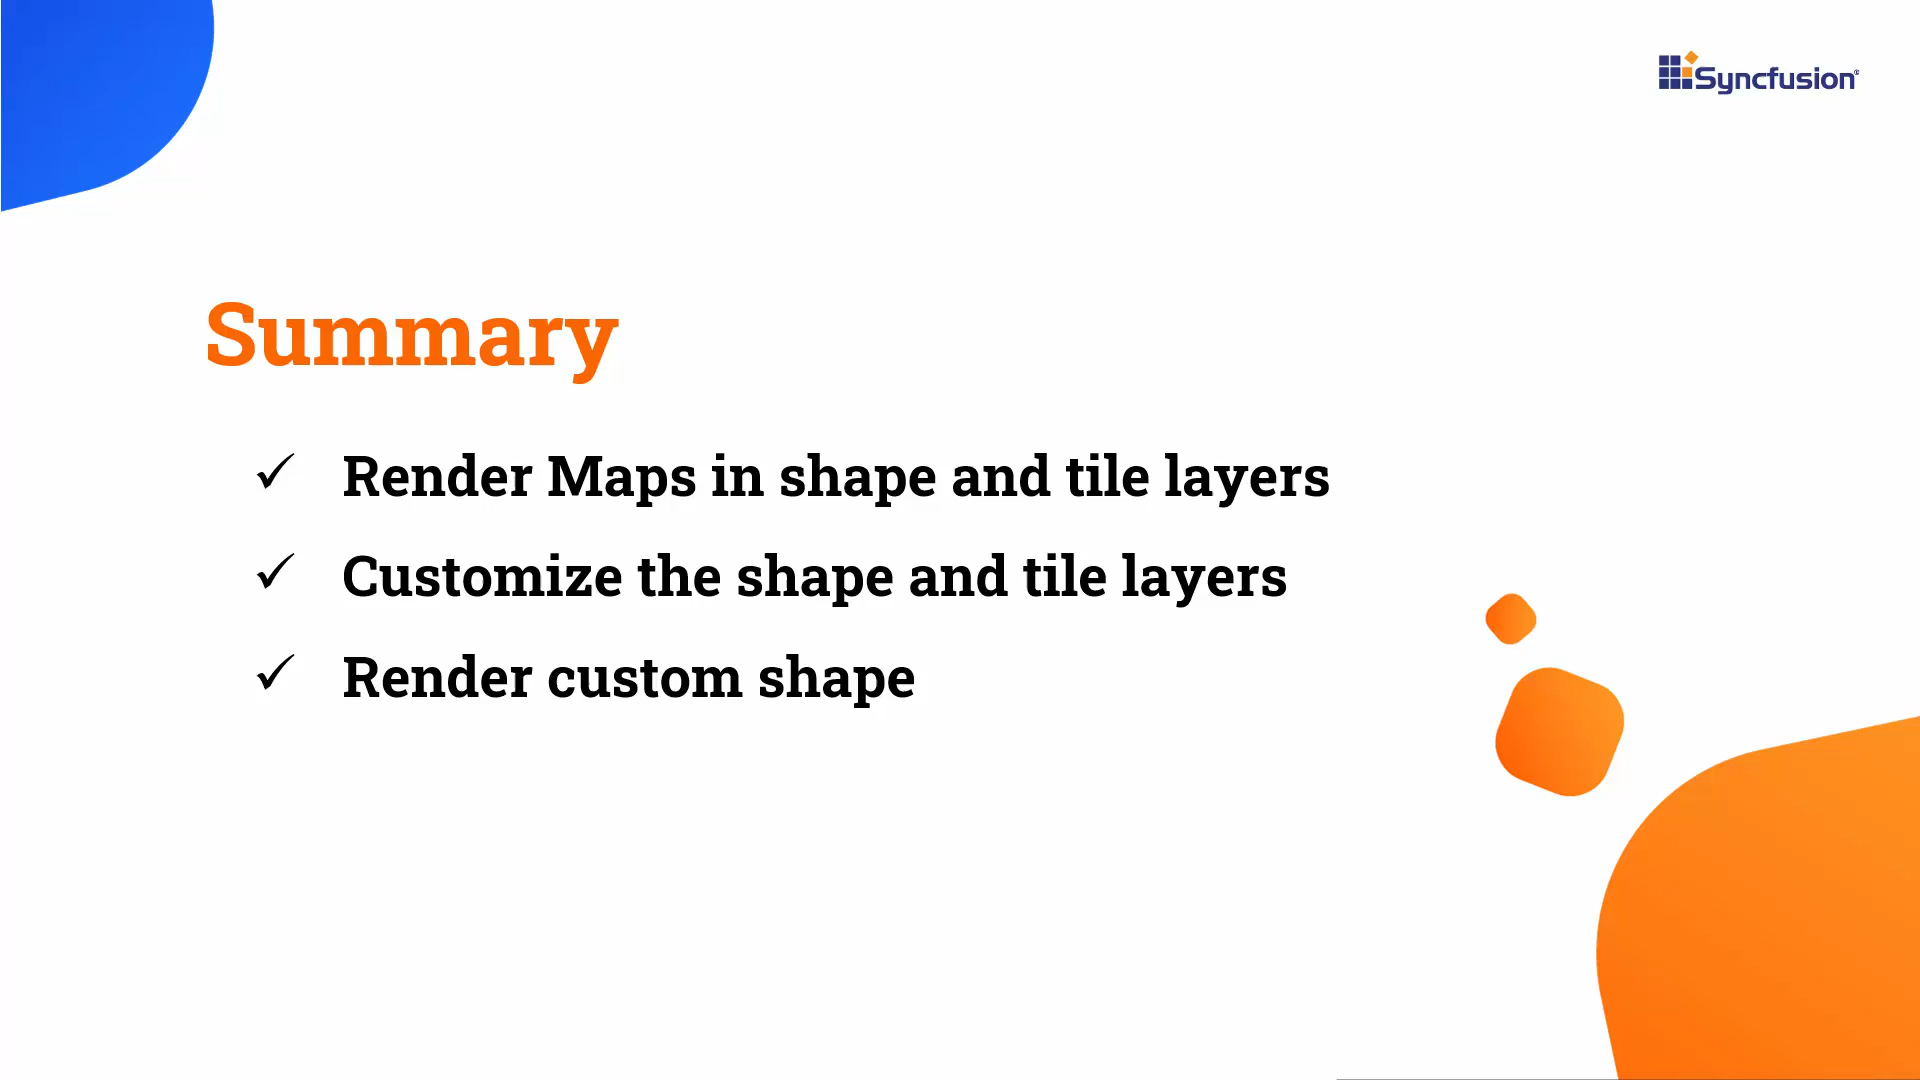 Syncfusion®
Summary
✓ Render Maps in shape and tile layers
✓ Customize the shape and tile layers
✓ Render custom shape